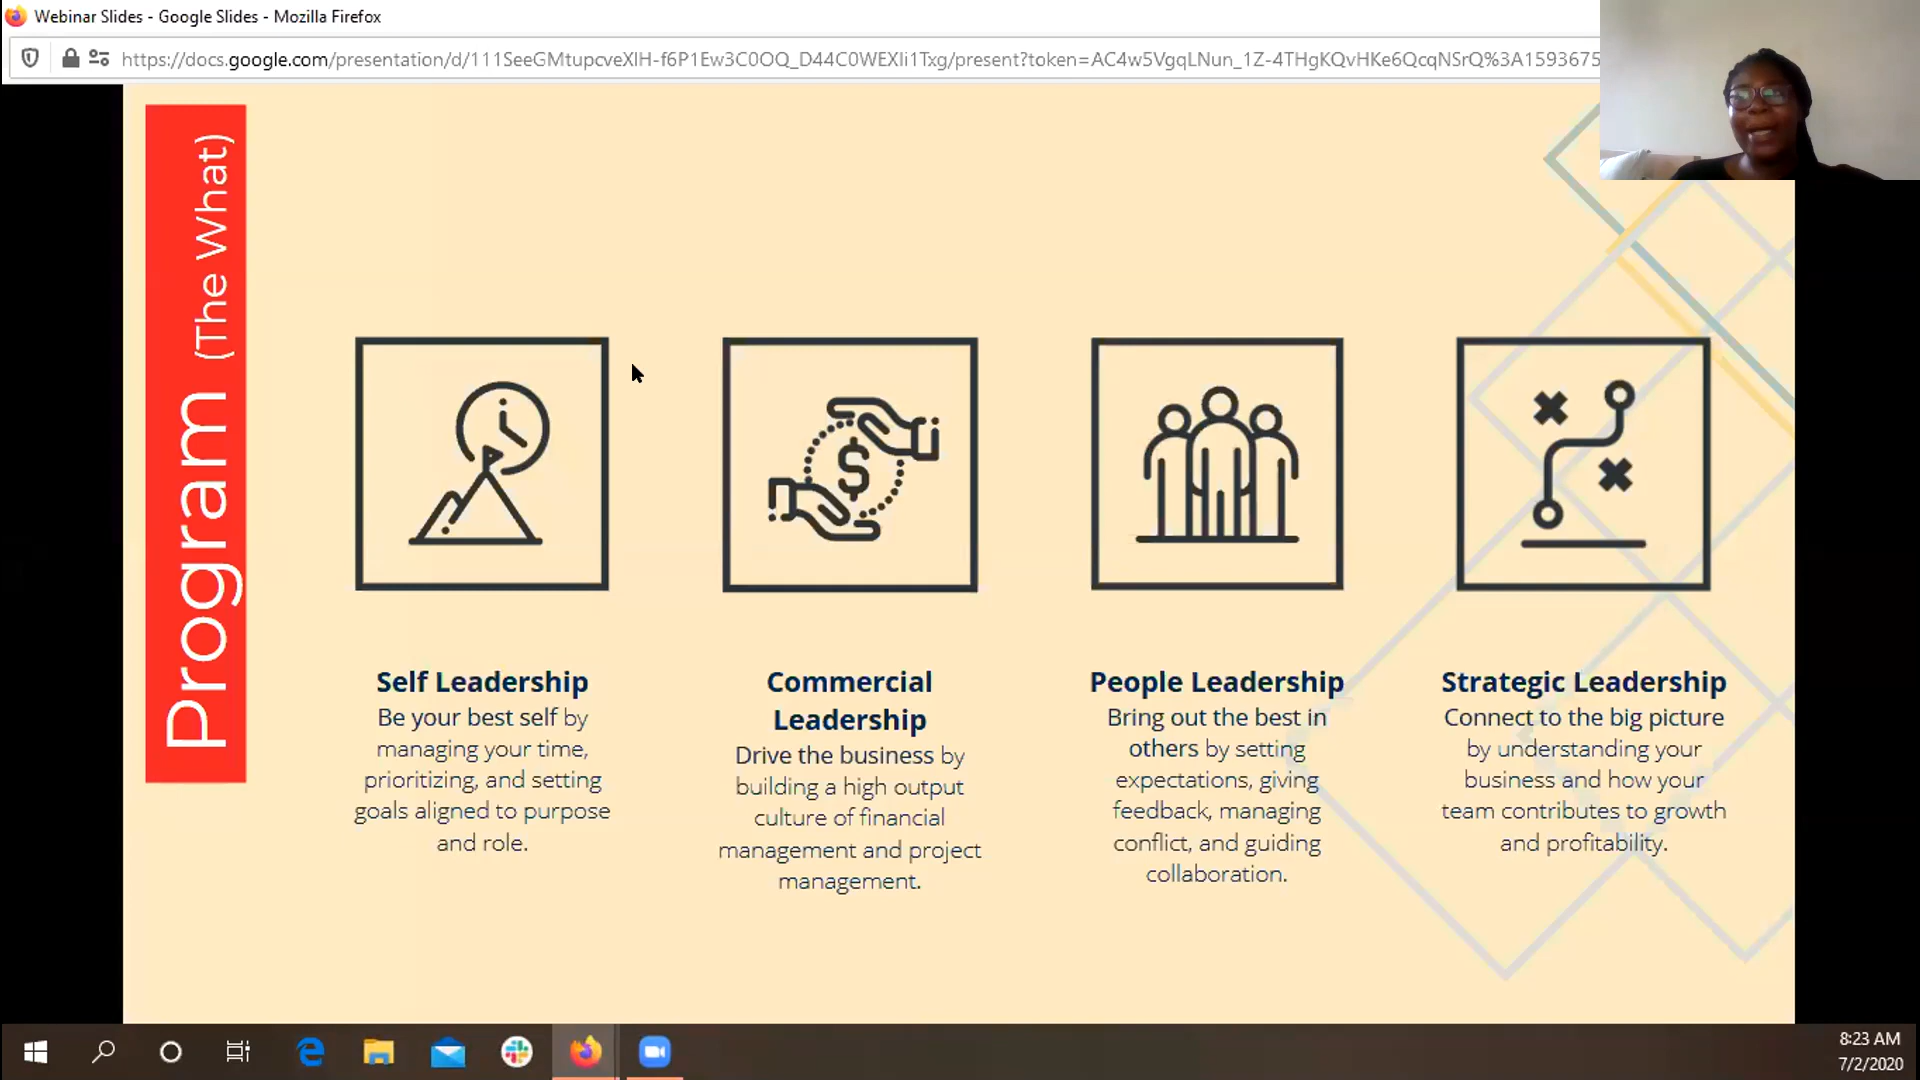 Webinar Slides - Google Slides - Mozilla Firefox
https://docs.google.com/presentation/d/111SeeGMtupcveXlH-f6P1Ew3C0OQ_D44C0WEXIi1Txg/present?token=AC4w5VgqLNun_1Z-4THgKQvHKe6QcqNSrQ%3A1593675
Program (The What)
$
Self Leadership
Be your best self by
managing your time,
prioritizing, and setting
goals aligned to purpose
and role.
Commercial
Leadership
Drive the business by
building a high output
culture of financial
management and project
management.
People Leadership
Bring out the best in
others by setting
expectations, giving
feedback, managing
conflict, and guiding
collaboration.
Strategic Leadership
Connect to the big picture
by understanding your
business and how your
team contributes to growth
and profitability.
8:23 AM
7/2/2020